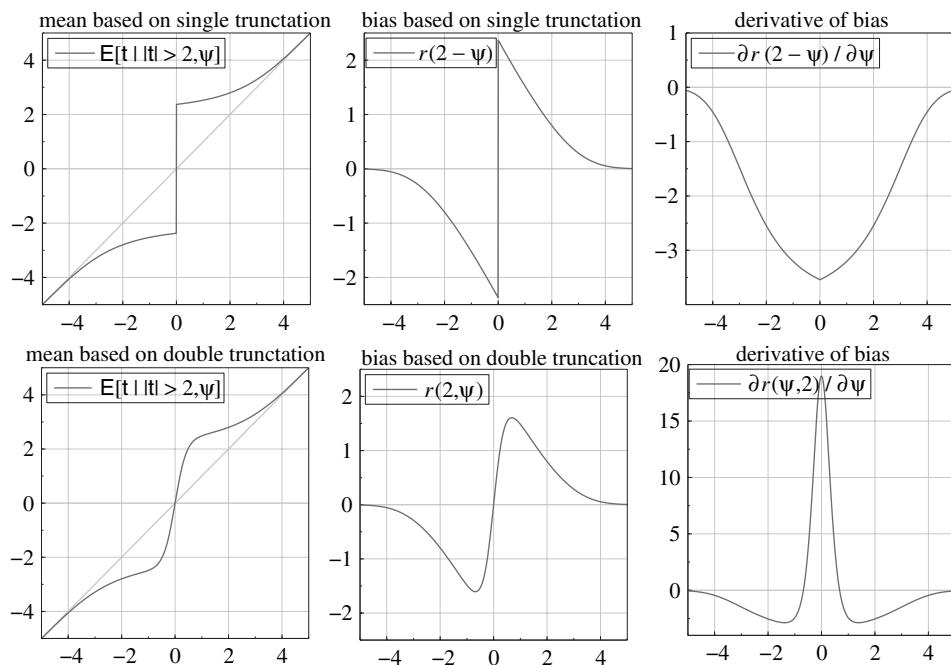 mean based on single trunctation
E[t | |t| > 2,ψ]
4
2
0
−2
−4
−4 −2 0 2 4
bias based on single trunctation
r(2 − ψ)
2
1
0
−1
−2
−4 −2 0 2 4
derivative of bias
∂r (2 − ψ) / ∂ψ
1
0
−1
−2
−3
−4 −2 0 2 4
mean based on double trunctation
E[t | |t| > 2,ψ]
4
2
0
−2
−4
−4 −2 0 2 4
bias based on double truncation
r(2,ψ)
2
1
0
−1
−2
−4 −2 0 2 4
derivative of bias
∂r(ψ,2) / ∂ψ
20
15
10
5
0
−4 −2 0 2 4